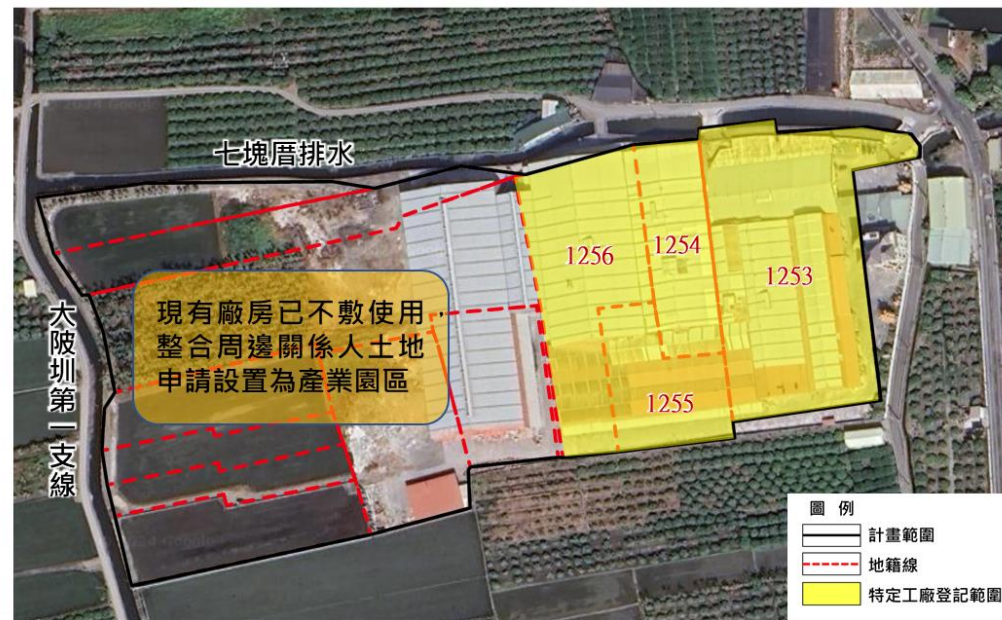 七塊厝排水
1256
1254
1253
1255
現有廠房已不敷使用，
整合周邊關係人土地
申請設置為產業園區
大陂圳第一支線
圖例
計畫範圍
地籍線
特定工廠登記範圍